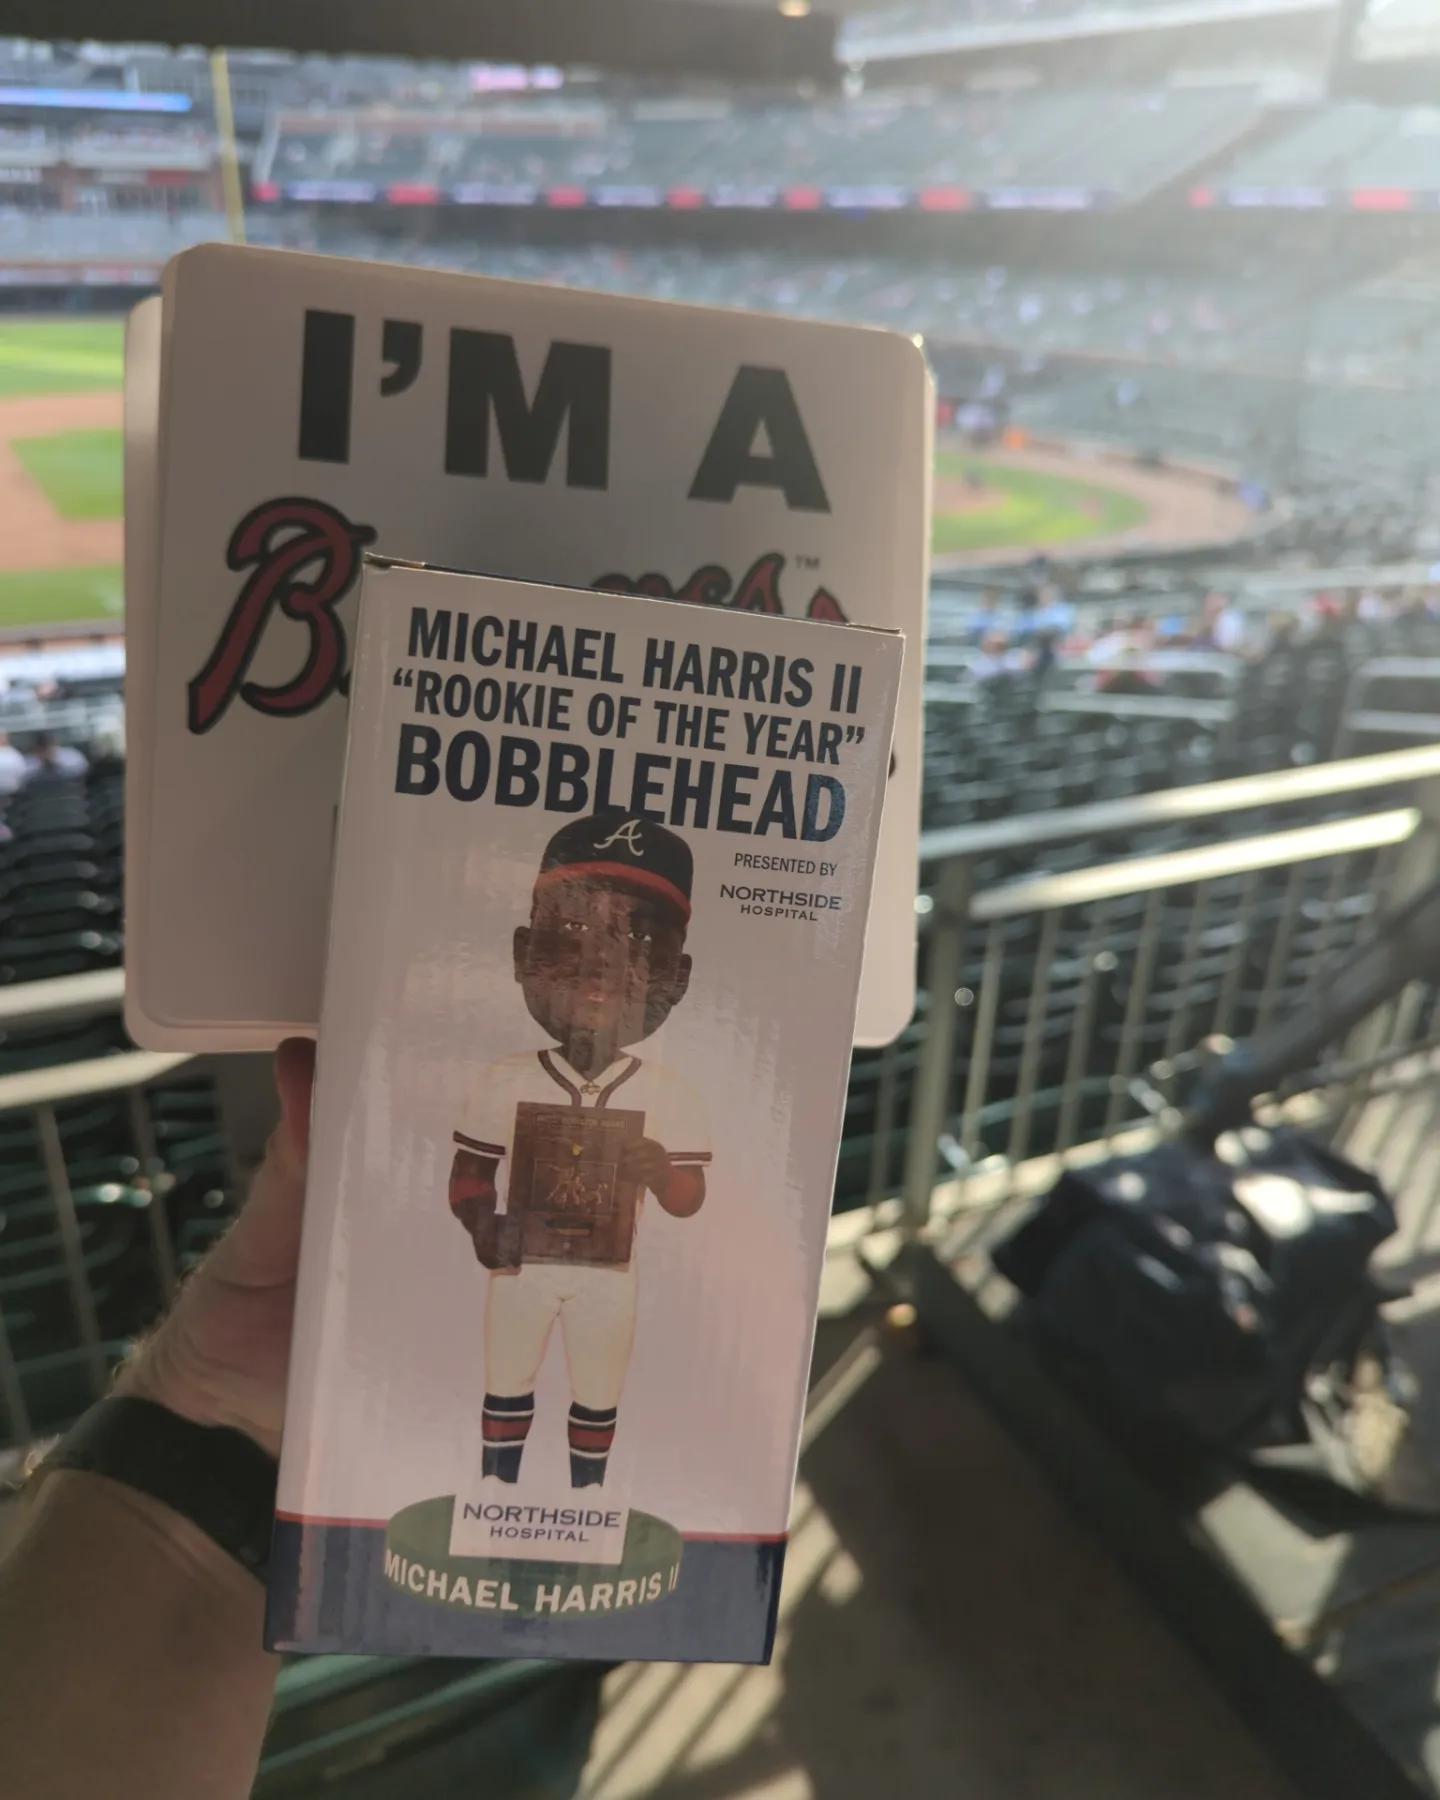 I'M A
MICHAEL HARRIS II
“ROOKIE OF THE YEAR”
BOBBLEHEAD
PRESENTED BY
NORTHSIDE
HOSPITAL
NORTHSIDE
HOSPITAL
MICHAEL HARRIS II